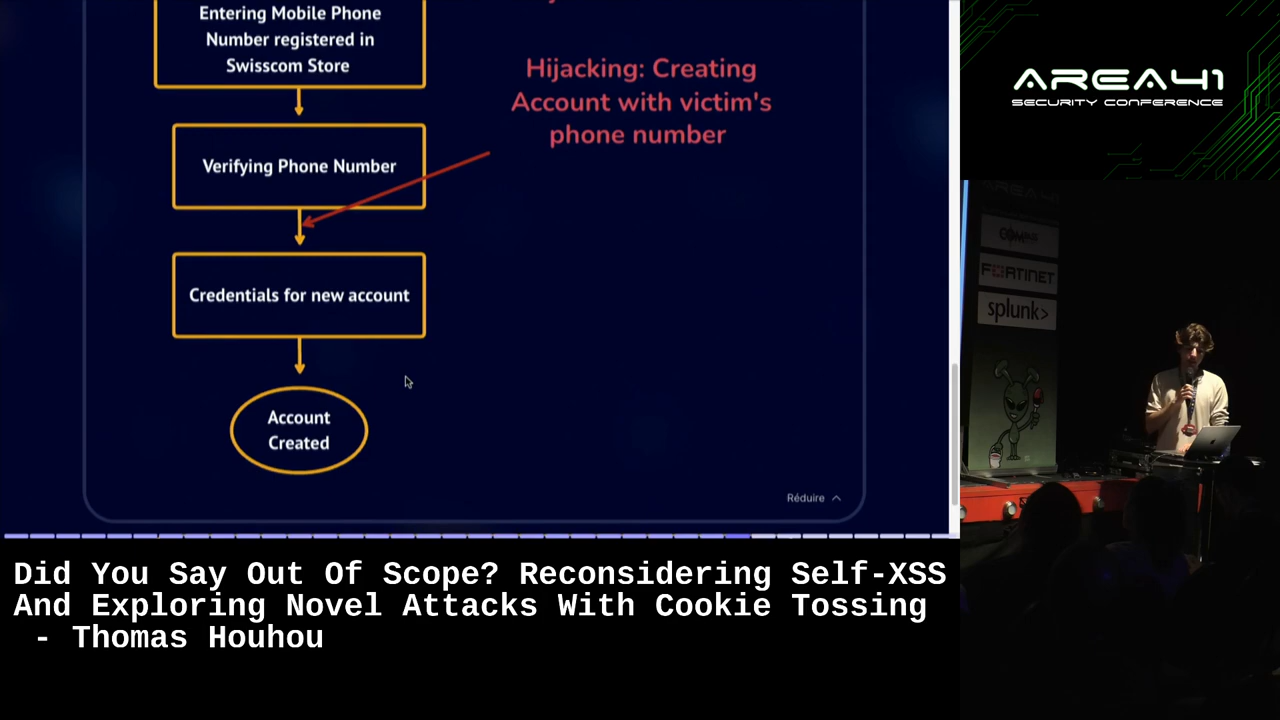 Entering Mobile Phone
Number registered in
Swisscom Store
Hijacking: Creating
Account with victim's
phone number
Verifying Phone Number
Credentials for new account
Account
Created
Réduire
AREA41
SECURITY CONFERENCE
FORTINET
splunk>
Did You Say Out Of Scope? Reconsidering Self-XSS
And Exploring Novel Attacks With Cookie Tossing
- Thomas Houhou